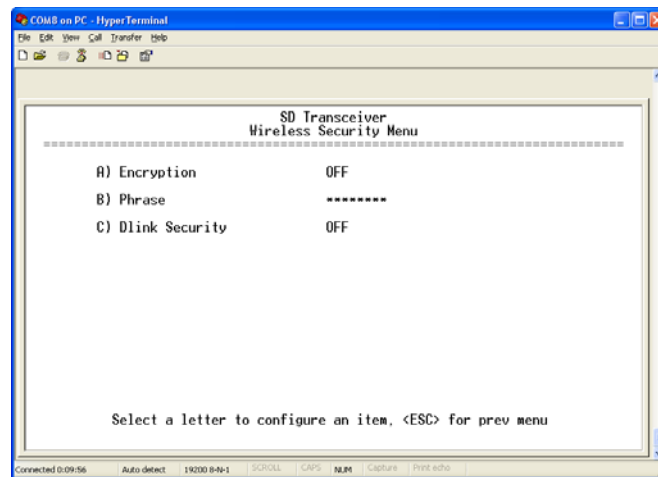 COM8 on PC - HyperTerminal
File Edit View Call Transfer Help
SD Transceiver
Wireless Security Menu
================================================================================
A) Encryption OFF
B) Phrase ********
C) Dlink Security OFF
Select a letter to configure an item, <ESC> for prev menu
Connected 0:09:56 Auto detect 19200 8-N-1 SCROLL CAPS NUM Capture Print echo